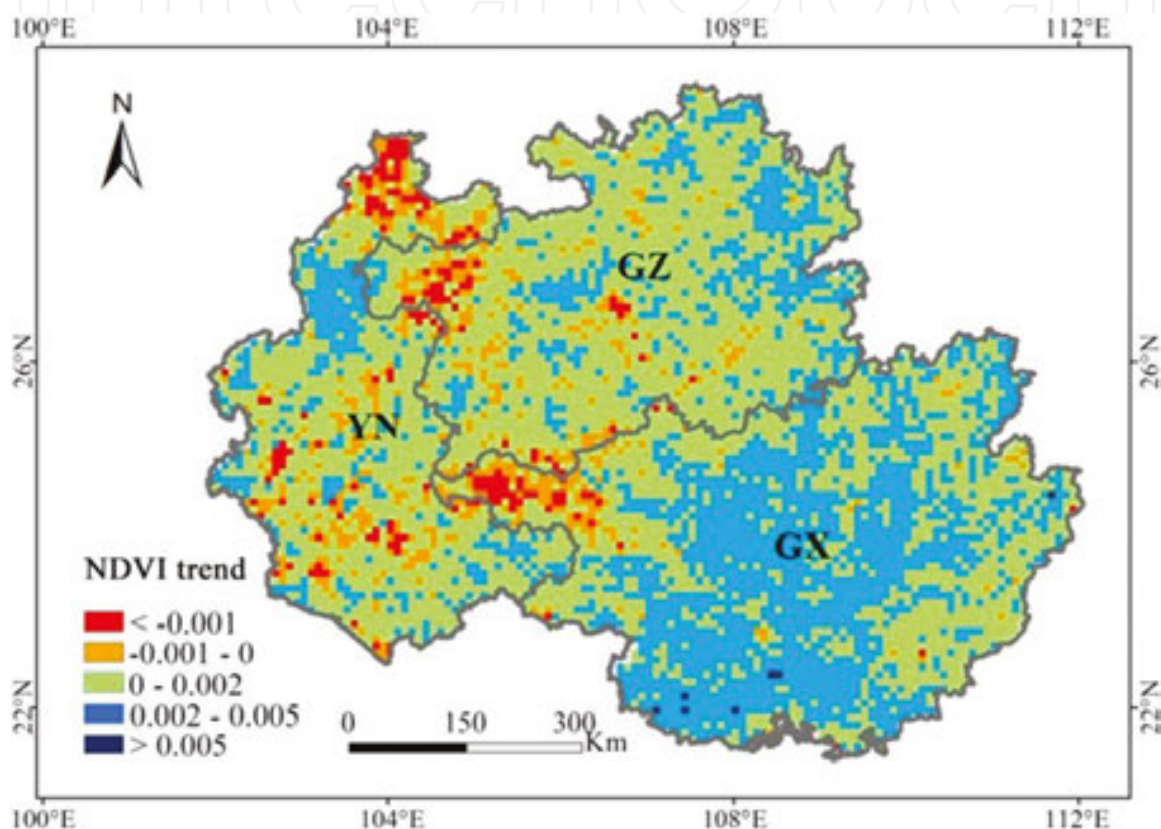 100°E 104°E 108°E 112°E
N
GZ
26°N 26°N
YN
GX
NDVI trend
< -0.001
-0.001 - 0
0 - 0.002
0.002 - 0.005
> 0.005
0 150 300
Km
22°N 22°N
100°E 104°E 108°E 112°E